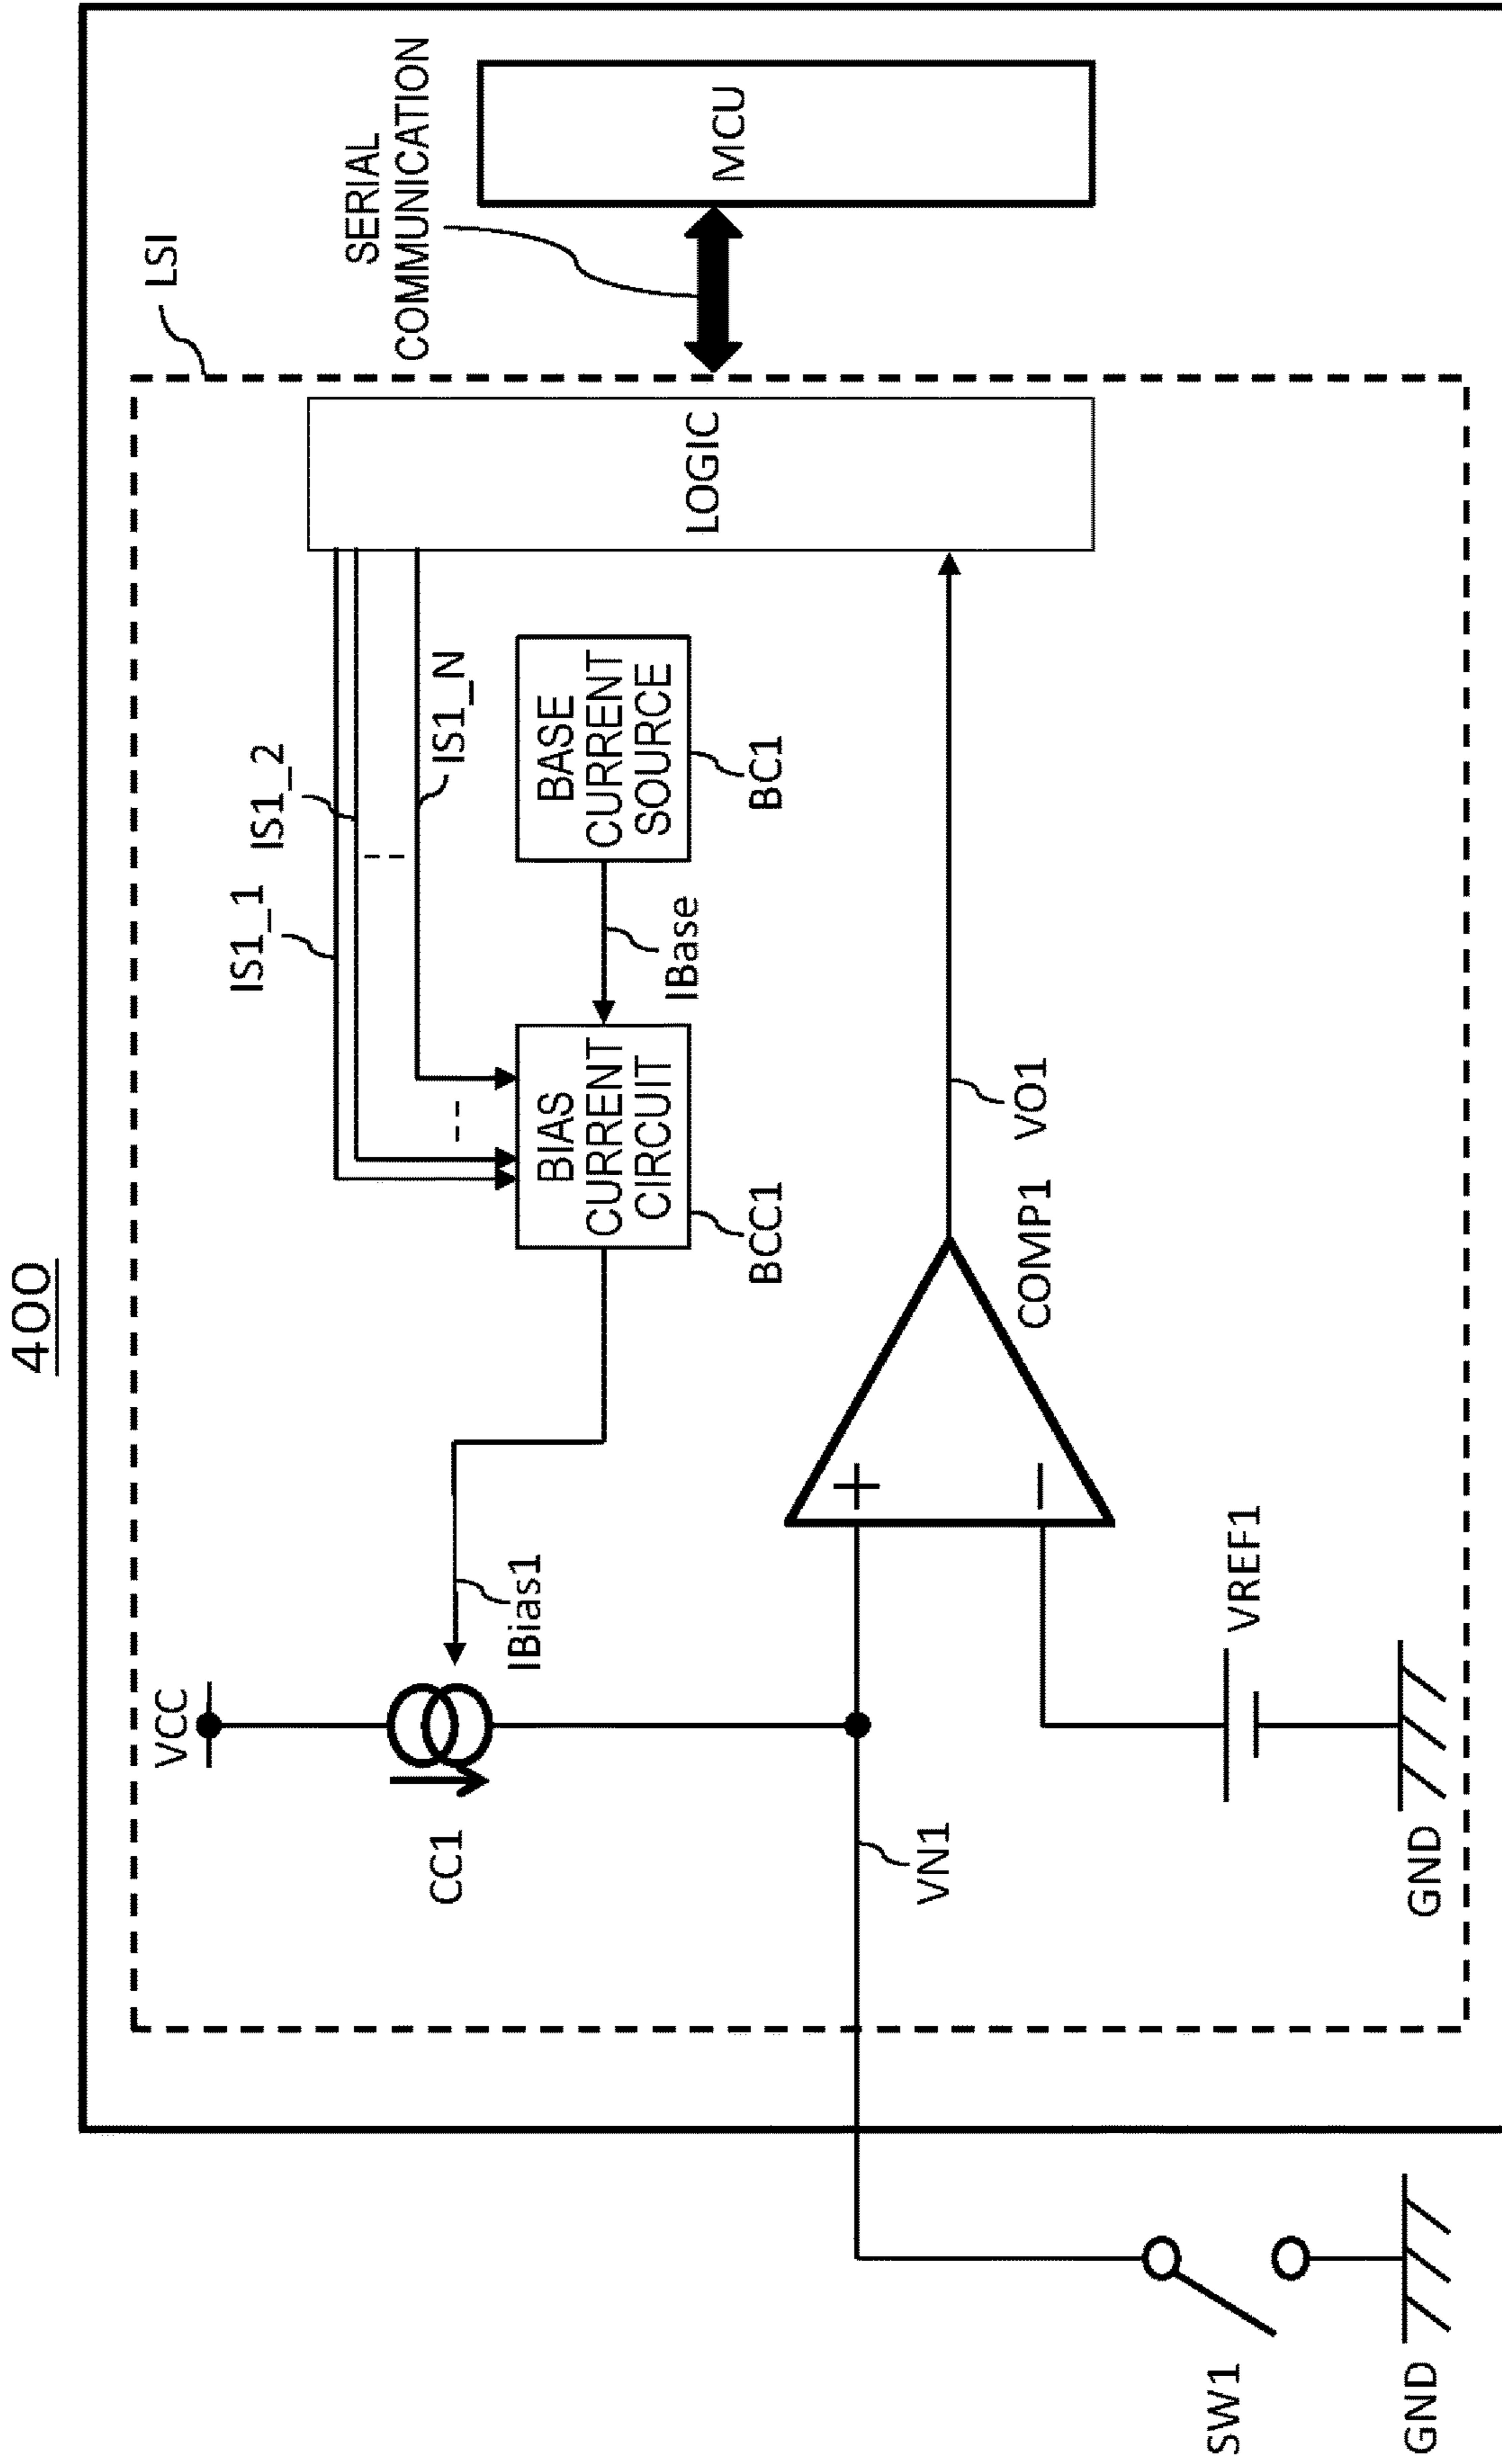 400
LSI
VCC
CC1
IBias1
IS1_1
IS1_2
IS1_N
BIAS
CURRENT
CIRCUIT
BCC1
IBase
BASE
CURRENT
SOURCE
BC1
LOGIC
SERIAL
COMMUNICATION
MCU
VN1
+
−
COMP1
VO1
VREF1
GND
SW1
GND